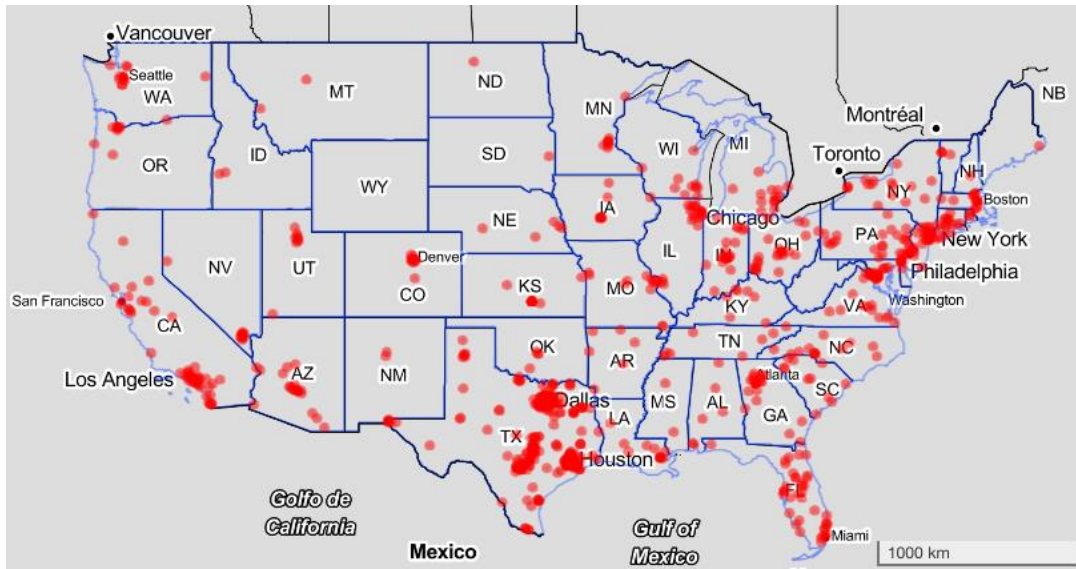 Vancouver
Seattle
WA
MT
ND
MN
NB
Montréal
OR
ID
SD
WI
MI
Toronto
NH
WY
NY
Boston
NE
IA
Chicago
PA
New York
NV
UT
Denver
IL
IN
OH
Philadelphia
San Francisco
CO
KS
MO
KY
VA
Washington
CA
Los Angeles
AZ
NM
OK
AR
TN
NC
Atlanta
SC
Dallas
LA
MS
AL
GA
TX
Houston
FL
Golfo de
California
Gulf of
Mexico
Miami
Mexico
1000 km